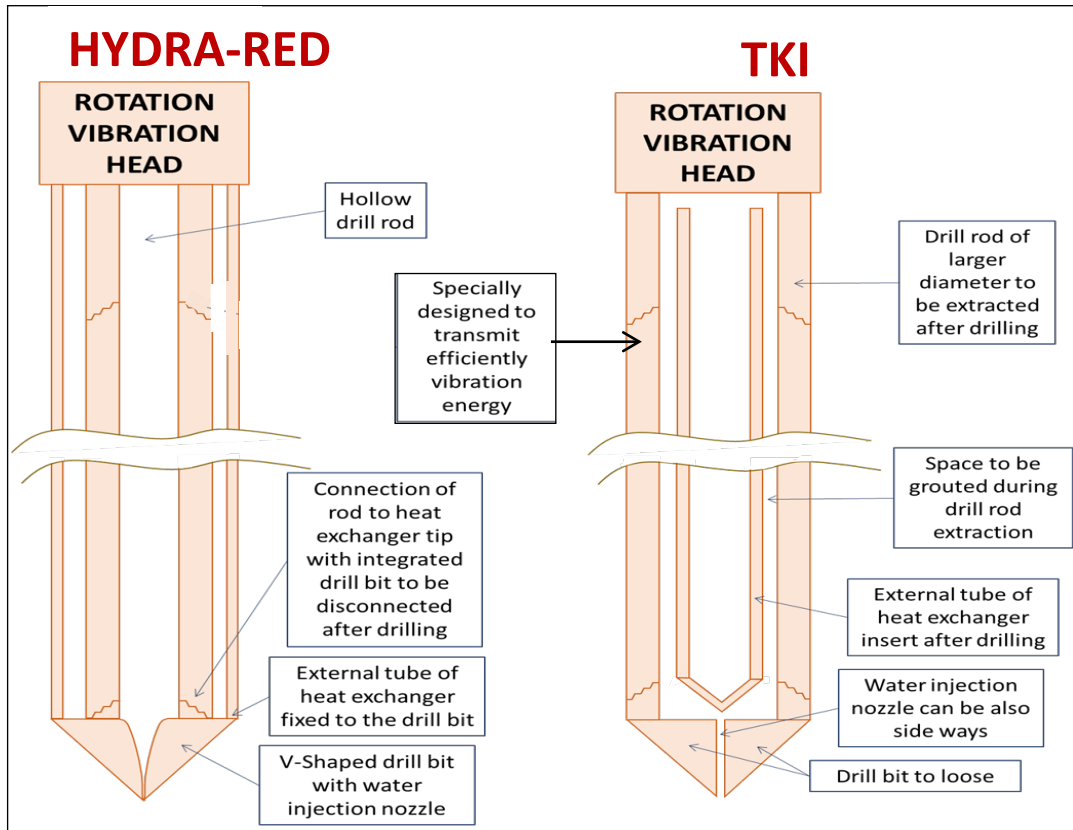 HYDRA-RED
ROTATION
VIBRATION
HEAD
Hollow
drill rod
Connection of
rod to heat
exchanger tip
with integrated
drill bit to be
disconnected
after drilling
External tube of
heat exchanger
fixed to the drill bit
V-Shaped drill bit
with water
injection nozzle
TKI
ROTATION
VIBRATION
HEAD
Specially
designed to
transmit
efficiently
vibration
energy
Drill rod of
larger
diameter to
be extracted
after drilling
Space to be
grouted during
drill rod
extraction
External tube of
heat exchanger
insert after drilling
Water injection
nozzle can be also
side ways
Drill bit to loose